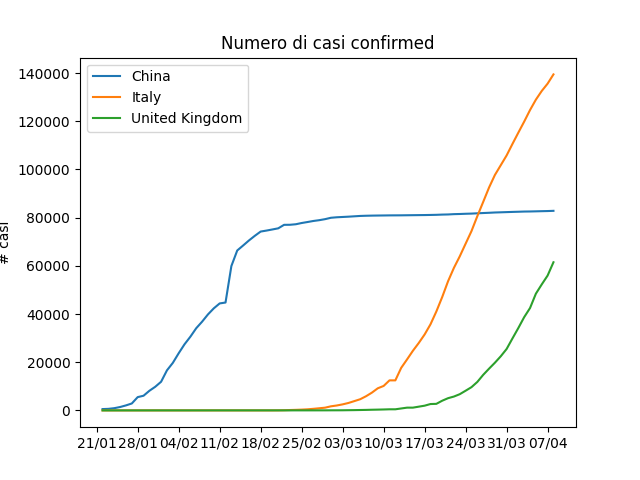 Numero di casi confirmed
China
Italy
United Kingdom
# casi
140000
120000
100000
80000
60000
40000
20000
0
21/01 28/01 04/02 11/02 18/02 25/02 03/03 10/03 17/03 24/03 31/03 07/04